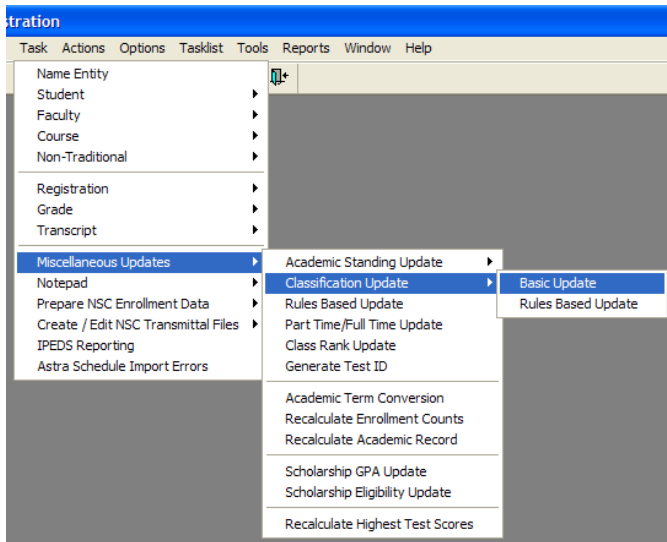 stration
Task Actions Options Tasklist Tools Reports Window Help
Name Entity
Student
Faculty
Course
Non-Traditional
Registration
Grade
Transcript
Miscellaneous Updates
Notepad
Prepare NSC Enrollment Data
Create / Edit NSC Transmittal Files
IPEDS Reporting
Astra Schedule Import Errors
Academic Standing Update
Classification Update
Rules Based Update
Part Time/Full Time Update
Class Rank Update
Generate Test ID
Academic Term Conversion
Recalculate Enrollment Counts
Recalculate Academic Record
Scholarship GPA Update
Scholarship Eligibility Update
Recalculate Highest Test Scores
Basic Update
Rules Based Update